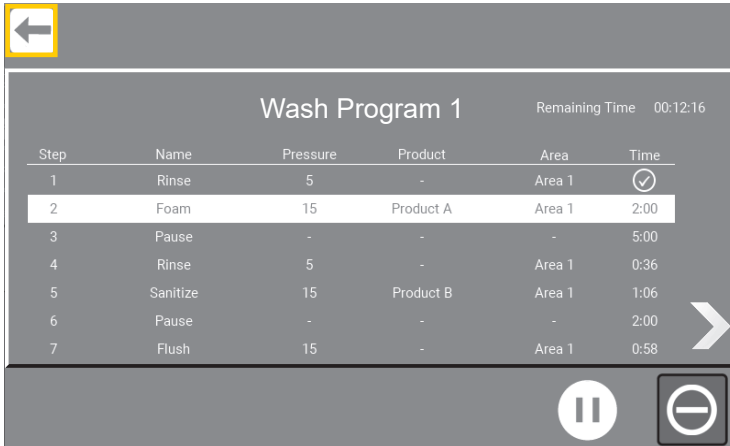 Wash Program 1 Remaining Time 00:12:16
Step Name Pressure Product Area Time
1 Rinse 5 - Area 1
2 Foam 15 Product A Area 1 2:00
3 Pause - - - 5:00
4 Rinse 5 - Area 1 0:36
5 Sanitize 15 Product B Area 1 1:06
6 Pause - - - 2:00
7 Flush 15 - Area 1 0:58